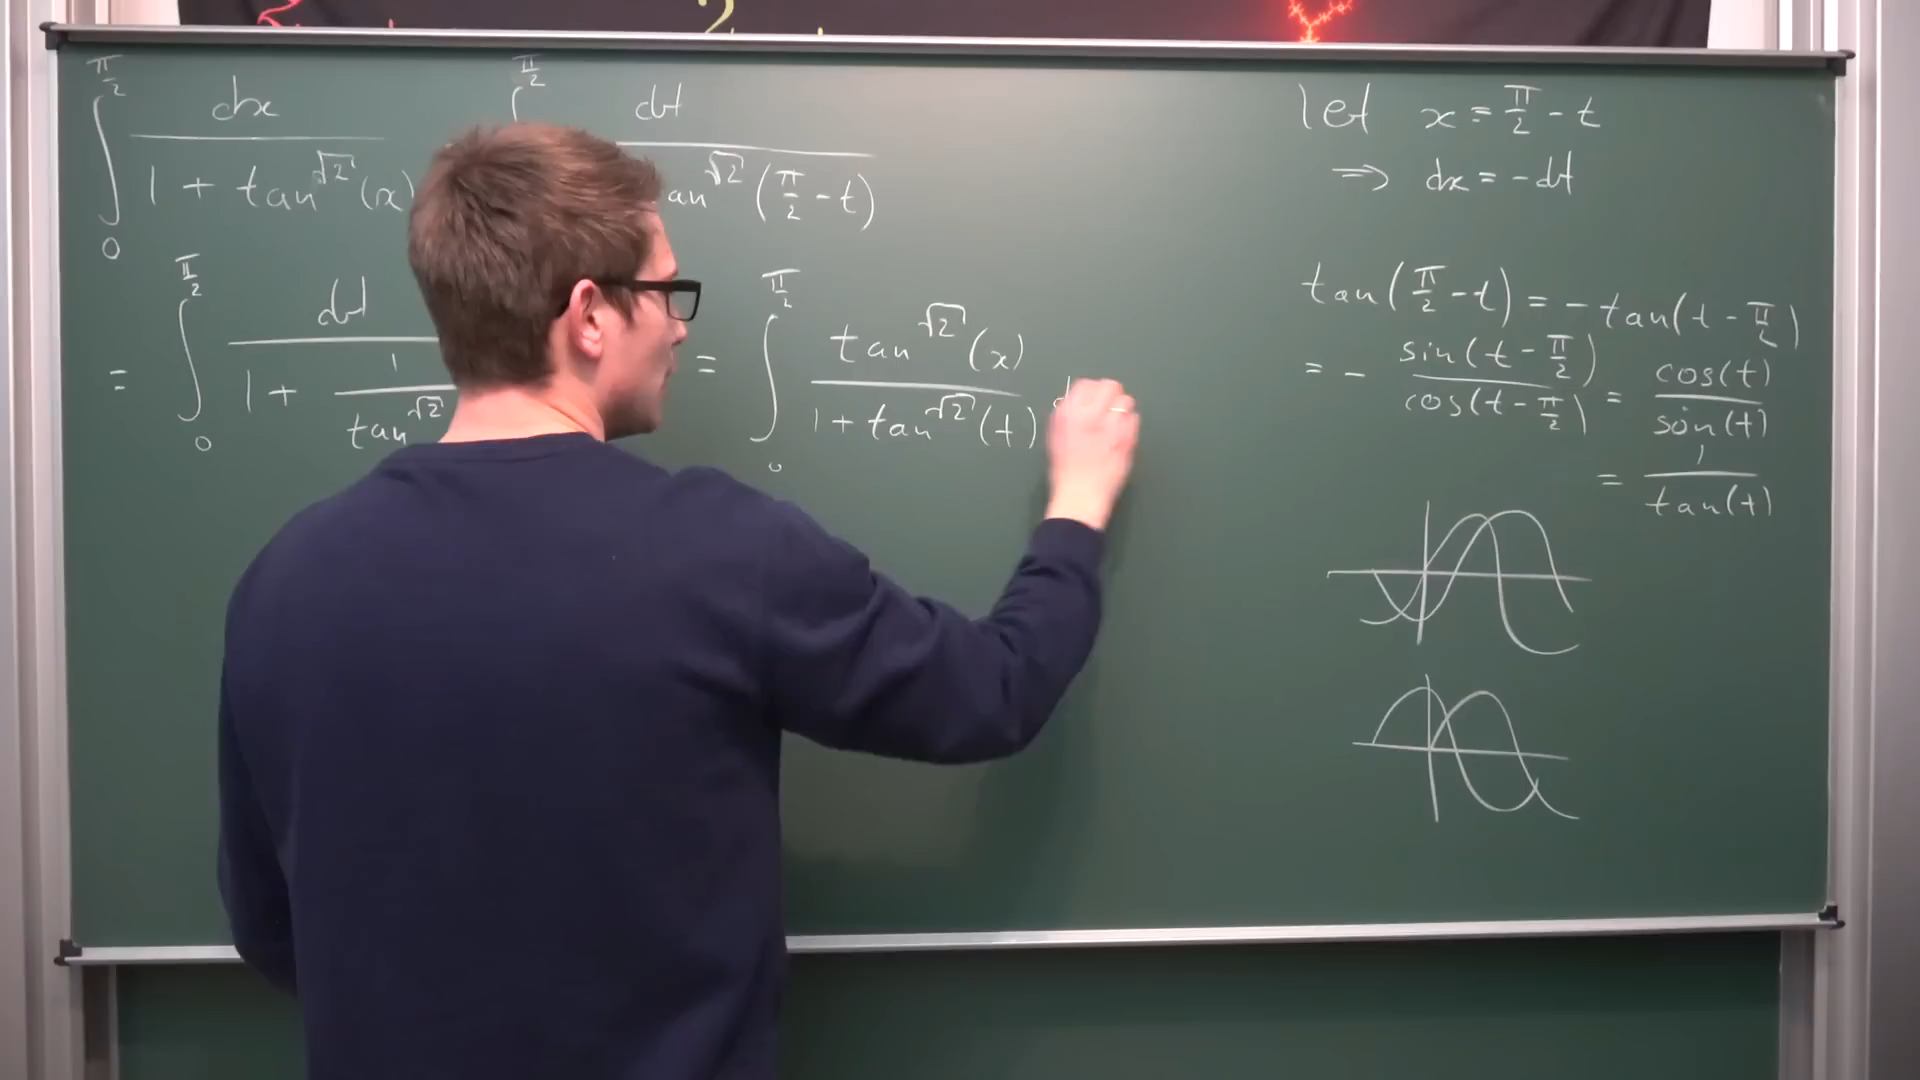 ∫₀^{π/2} dx / (1 + tan^{√2}(x)) ∫^{π/2} dt / (an^{√2}(π/2 - t))
= ∫₀^{π/2} dt / (1 + 1/tan^{√2}) = ∫₀^{π/2} tan^{√2}(x) / (1 + tan^{√2}(t)) d
let x = π/2 - t
⇒ dx = -dt
tan(π/2 - t) = - tan(t - π/2)
= - sin(t - π/2) / cos(t - π/2) = cos(t) / sin(t)
= 1 / tan(t)